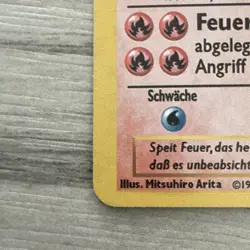 Feuer
abgeleg
Angriff
Schwäche
Speit Feuer, das he
daß es unbeabsicht
Illus. Mitsuhiro Arita ©19